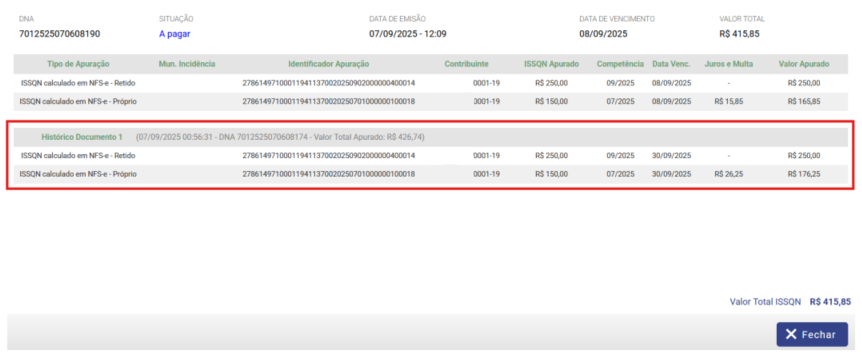 DNA SITUAÇÃO DATA DE EMISSÃO DATA DE VENCIMENTO VALOR TOTAL
7012525070608190 A pagar 07/09/2025 - 12:09 08/09/2025 R$ 415,85
Tipo de Apuração Mun. Incidência Identificador Apuração Contribuinte ISSQN Apurado Competência Data Venc. Juros e Multa Valor Apurado
ISSQN calculado em NFS-e - Retido 27861497100011941137002025090200000400014 0001-19 R$ 250,00 09/2025 08/09/2025 - R$ 250,00
ISSQN calculado em NFS-e - Próprio 0001-19 R$ 150,00 07/2025 08/09/2025 R$ 15,85 R$ 165,85
Histórico Documento 1 (07/09/2025 00:56:31 - DNA 7012525070608174 - Valor Total Apurado: R$ 426,74)
ISSQN calculado em NFS-e - Retido 0001-19 R$ 250,00 09/2025 30/09/2025 - R$ 250,00
ISSQN calculado em NFS-e - Próprio 0001-19 R$ 150,00 07/2025 30/09/2025 R$ 26,25 R$ 176,25
Valor Total ISSQN R$ 415,85
Fechar